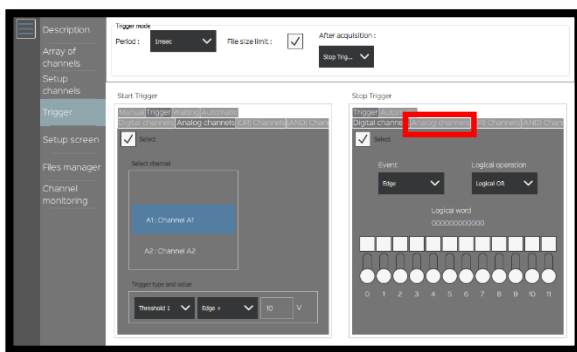 Description
Array of
channels
Setup
channels
Trigger
Setup screen
Files manager
Channel
monitoring
Trigger mode
Period :
1msec
File size limit :
After acquisition :
Stop Trig...
Start Trigger
Manual Trigger Waiting Automatic
Digital channels Analog channels (OR) Channels (AND) Chan
Select
Select channel
A1 : Channel A1
A2 : Channel A2
Trigger type and value
Threshold 1
Edge +
10
V
Stop Trigger
Trigger Automatic
Digital channels Analog channels Channels (AND) Chan
Select
Event
Edge
Logical operation
Logical OR
Logical word
000000000000
0 1 2 3 4 5 6 7 8 9 10 11